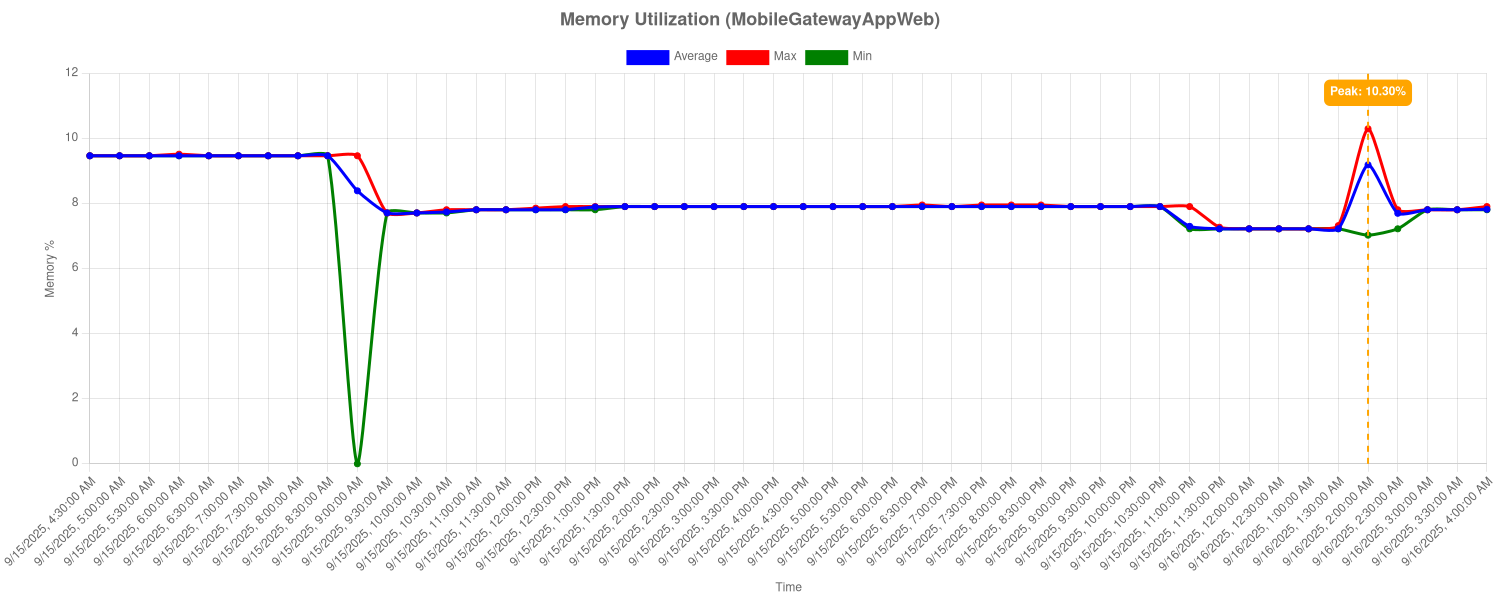 Memory Utilization (MobileGatewayAppWeb)
Average
Max
Min
Peak: 10.30%
12
10
8
6
4
2
0
Memory %
9/15/2025, 4:30:00 AM
9/15/2025, 5:00:00 AM
9/15/2025, 5:30:00 AM
9/15/2025, 6:00:00 AM
9/15/2025, 6:30:00 AM
9/15/2025, 7:00:00 AM
9/15/2025, 7:30:00 AM
9/15/2025, 8:00:00 AM
9/15/2025, 8:30:00 AM
9/15/2025, 9:00:00 AM
9/15/2025, 9:30:00 AM
9/15/2025, 10:00:00 AM
9/15/2025, 10:30:00 AM
9/15/2025, 11:00:00 AM
9/15/2025, 11:30:00 AM
9/15/2025, 12:00:00 PM
9/15/2025, 12:30:00 PM
9/15/2025, 1:00:00 PM
9/15/2025, 1:30:00 PM
9/15/2025, 2:00:00 PM
9/15/2025, 2:30:00 PM
9/15/2025, 3:00:00 PM
9/15/2025, 3:30:00 PM
9/15/2025, 4:00:00 PM
9/15/2025, 4:30:00 PM
9/15/2025, 5:00:00 PM
9/15/2025, 5:30:00 PM
9/15/2025, 6:00:00 PM
9/15/2025, 6:30:00 PM
9/15/2025, 7:00:00 PM
9/15/2025, 7:30:00 PM
9/15/2025, 8:00:00 PM
9/15/2025, 8:30:00 PM
9/15/2025, 9:00:00 PM
9/15/2025, 9:30:00 PM
9/15/2025, 10:00:00 PM
9/15/2025, 10:30:00 PM
9/15/2025, 11:00:00 PM
9/15/2025, 11:30:00 PM
9/16/2025, 12:00:00 AM
9/16/2025, 12:30:00 AM
9/16/2025, 1:00:00 AM
9/16/2025, 1:30:00 AM
9/16/2025, 2:00:00 AM
9/16/2025, 2:30:00 AM
9/16/2025, 3:00:00 AM
9/16/2025, 3:30:00 AM
9/16/2025, 4:00:00 AM
Time